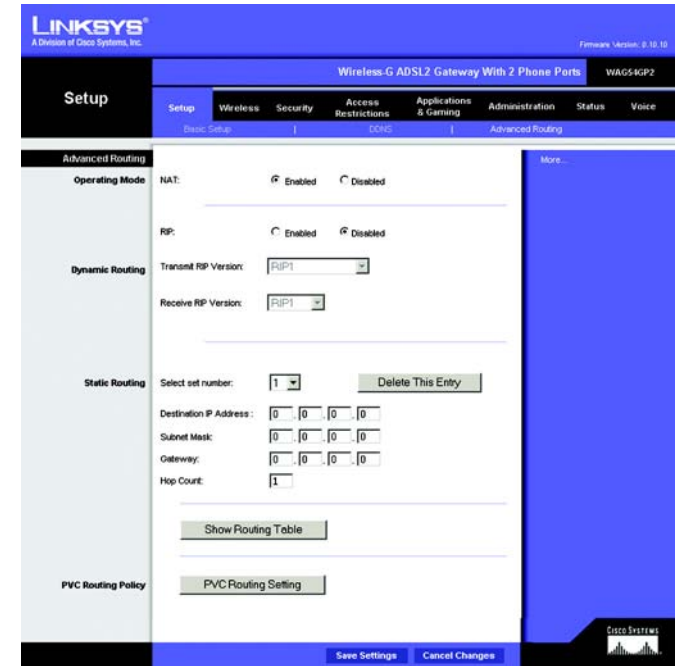 LINKSYS®
A Division of Cisco Systems, Inc.
Firmware Version: 0.10.10
Wireless-G ADSL2 Gateway With 2 Phone Ports WAG54GP2
Setup
Setup Wireless Security Access Restrictions Applications & Gaming Administration Status Voice
Basic Setup | DDNS | Advanced Routing
Advanced Routing
More...
Operating Mode NAT: Enabled Disabled
RIP: Enabled Disabled
Dynamic Routing Transmit RIP Version: RIP1
Receive RIP Version: RIP1
Static Routing Select set number: 1 Delete This Entry
Destination IP Address : 0 . 0 . 0 . 0
Subnet Mask: 0 . 0 . 0 . 0
Gateway: 0 . 0 . 0 . 0
Hop Count: 1
Show Routing Table
PVC Routing Policy PVC Routing Setting
Save Settings Cancel Changes
CISCO SYSTEMS